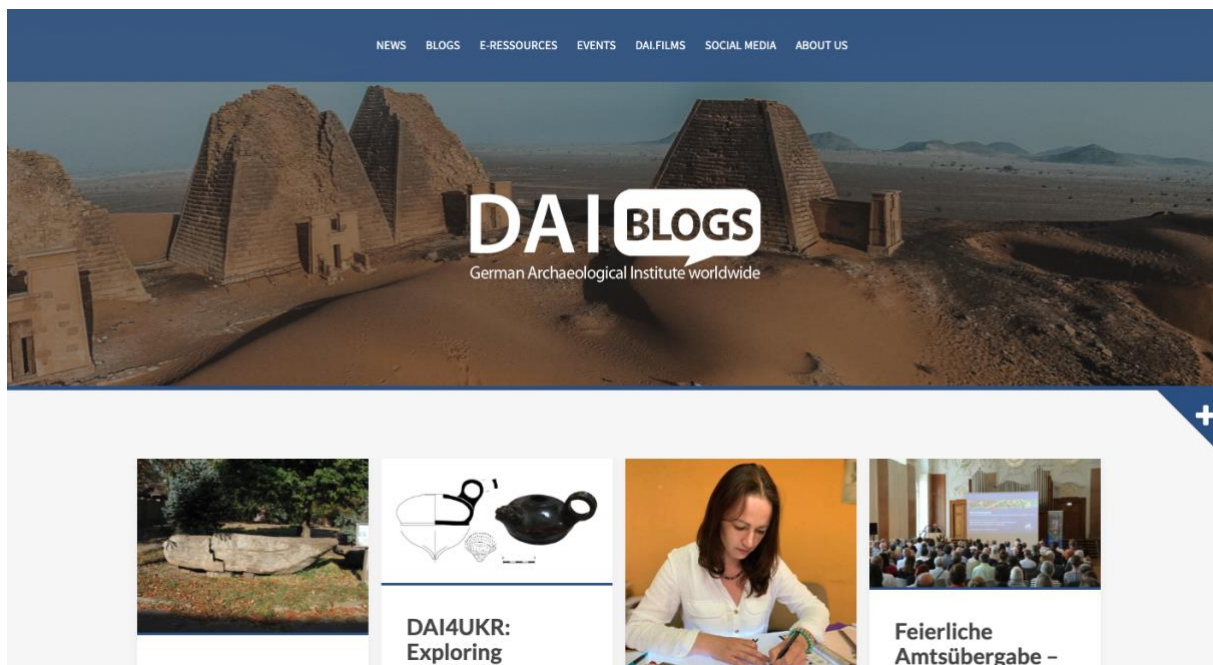 NEWS BLOGS E-RESSOURCES EVENTS DAI.FILMS SOCIAL MEDIA ABOUT US
DAI BLOGS
German Archaeological Institute worldwide
DAI4UKR:
Exploring
Feierliche
Amtsübergabe –